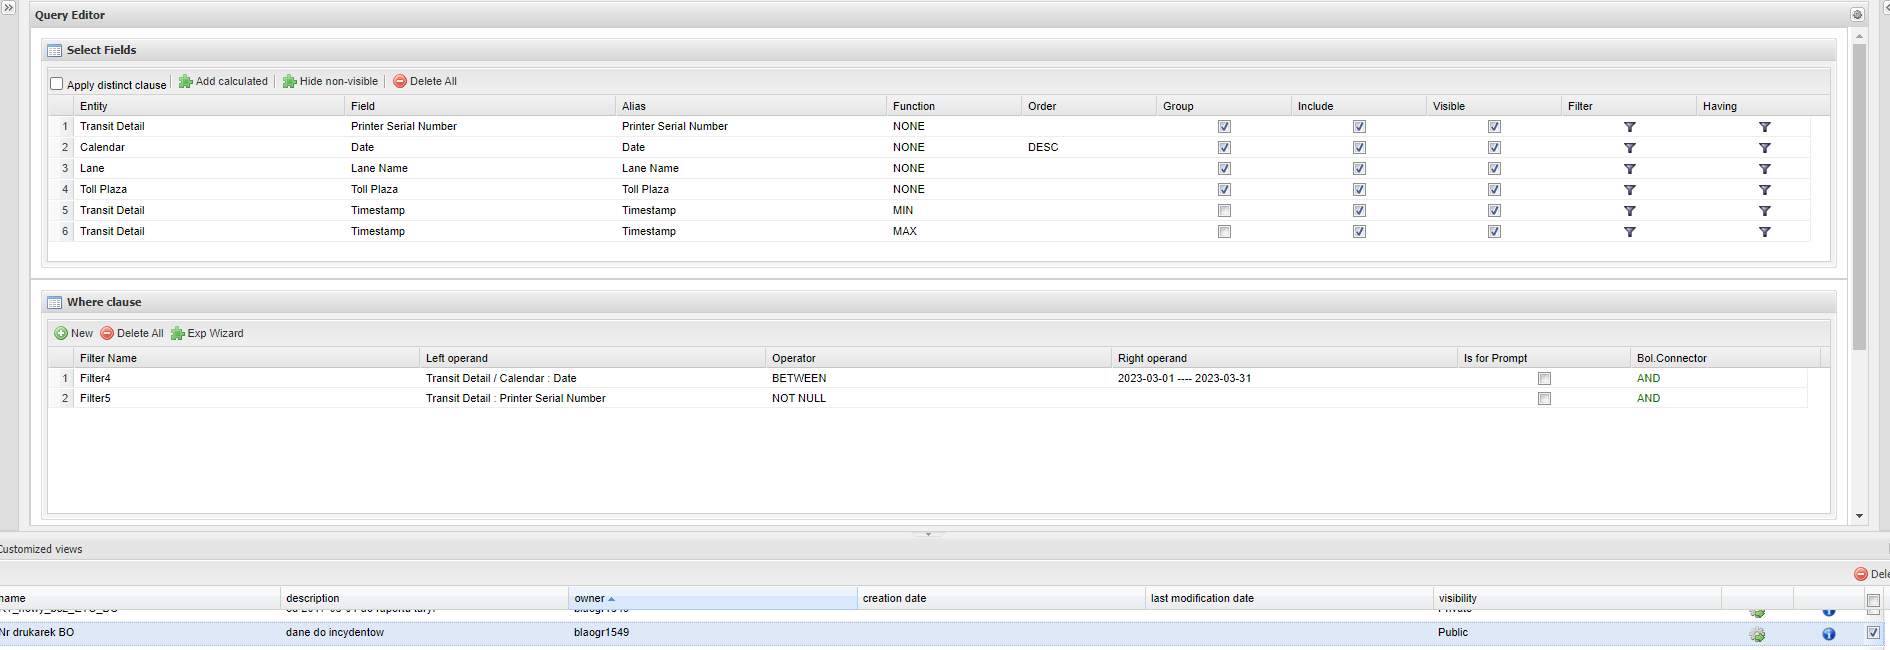 Query Editor
Select Fields
Apply distinct clause Add calculated Hide non-visible Delete All
Entity Field Alias Function Order Group Include Visible Filter Having
1 Transit Detail Printer Serial Number Printer Serial Number NONE
2 Calendar Date Date NONE DESC
3 Lane Lane Name Lane Name NONE
4 Toll Plaza Toll Plaza Toll Plaza NONE
5 Transit Detail Timestamp Timestamp MIN
6 Transit Detail Timestamp Timestamp MAX
Where clause
New Delete All Exp Wizard
Filter Name Left operand Operator Right operand Is for Prompt Bol.Connector
1 Filter4 Transit Detail / Calendar : Date BETWEEN 2023-03-01 ---- 2023-03-31 AND
2 Filter5 Transit Detail : Printer Serial Number NOT NULL AND
Customized views
Dele
name description owner creation date last modification date visibility
Private
Nr drukarek BO dane do incydentow blaogr1549 Public